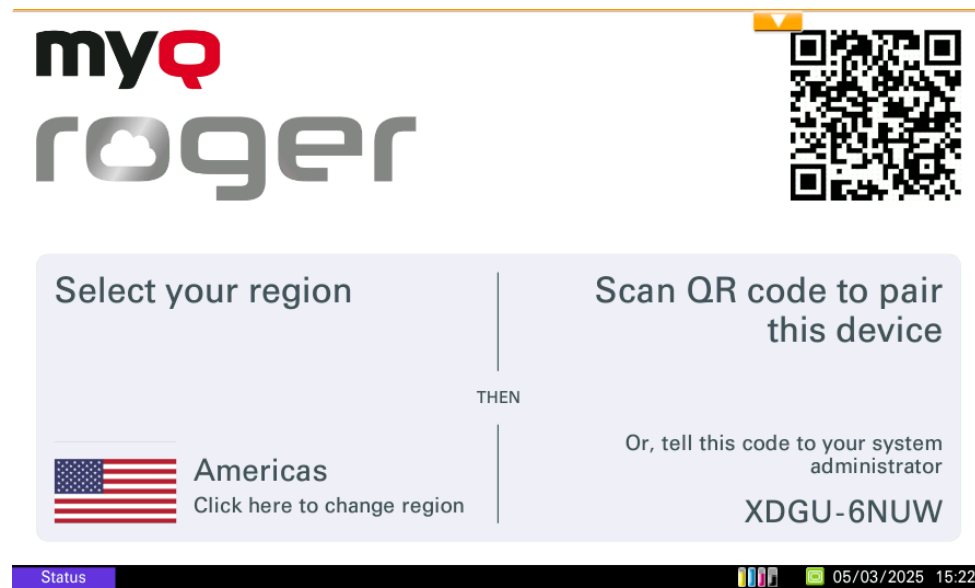 myQ
roger
Select your region
Scan QR code to pair
this device
THEN
Americas
Click here to change region
Or, tell this code to your system
administrator
XDGU-6NUW
Status
05/03/2025 15:22